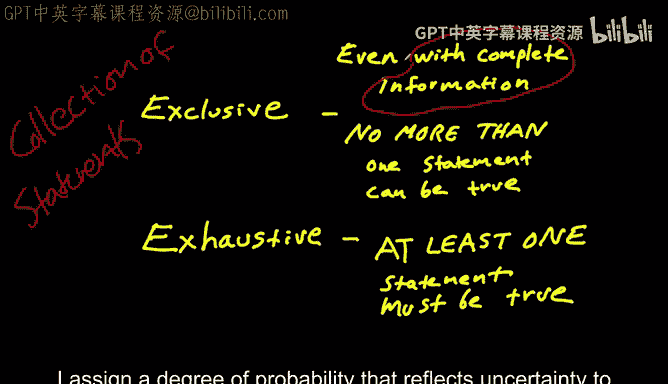 GPT中英字幕课程资源@bilibili.com
GPT中英字幕课程资源 bilibili
Collection of
Statements
Even with complete
Information
Exclusive -
NO MORE THAN
one statement
can be true
Exhaustive - AT LEAST ONE
statement
Must be true
I assign a degree of probability that reflects uncertainty to